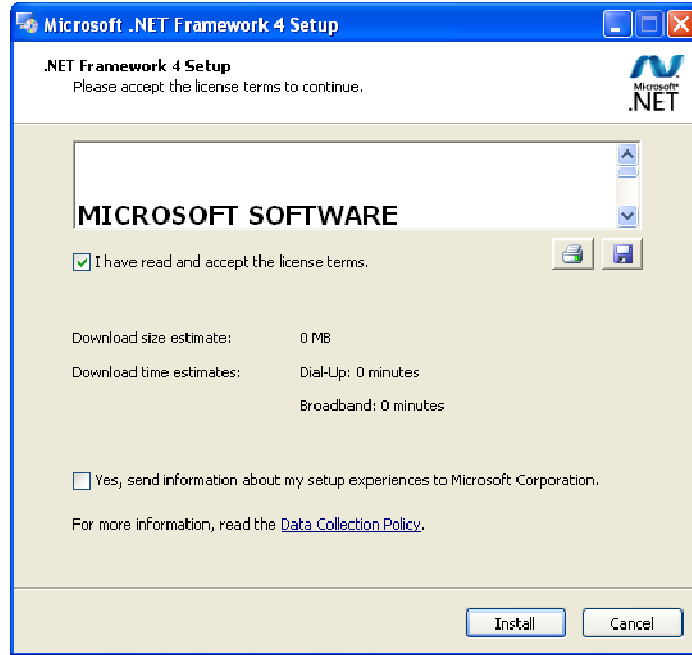 Microsoft .NET Framework 4 Setup
.NET Framework 4 Setup
Please accept the license terms to continue.
Microsoft
.NET
MICROSOFT SOFTWARE
I have read and accept the license terms.
Download size estimate: 0 MB
Download time estimates: Dial-Up: 0 minutes
Broadband: 0 minutes
Yes, send information about my setup experiences to Microsoft Corporation.
For more information, read the Data Collection Policy.
Install Cancel